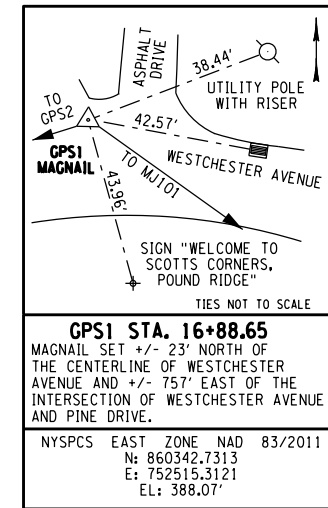 ASPHALT
DRIVE
38.44'
UTILITY POLE
WITH RISER
TO
GPS2
42.57'
GPS1
MAGNAIL
TO MJ101
WESTCHESTER AVENUE
43.96'
SIGN "WELCOME TO
SCOTTS CORNERS,
POUND RIDGE"
TIES NOT TO SCALE
GPS1 STA. 16+88.65
MAGNAIL SET +/- 23' NORTH OF
THE CENTERLINE OF WESTCHESTER
AVENUE AND +/- 757' EAST OF THE
INTERSECTION OF WESTCHESTER AVENUE
AND PINE DRIVE.
NYSPCS EAST ZONE NAD 83/2011
N: 860342.7313
E: 752515.3121
EL: 388.07'